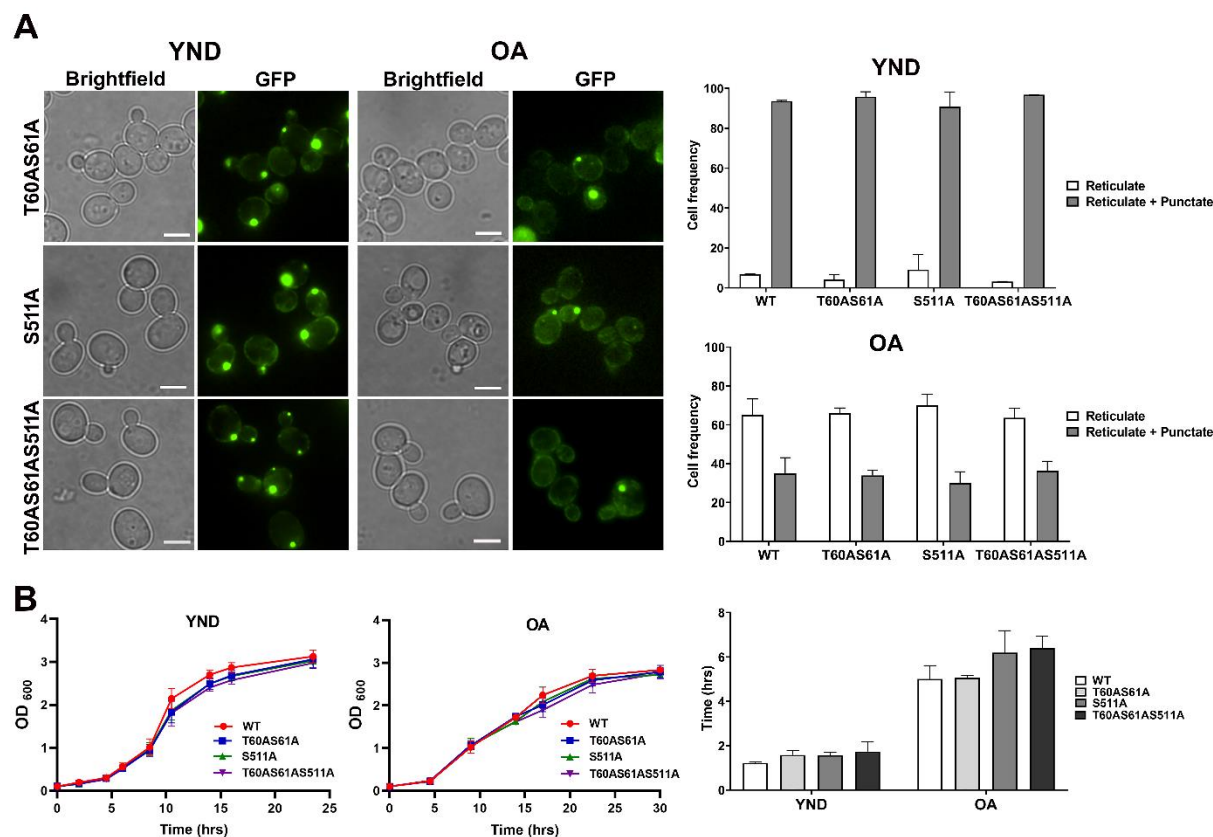 A
YND
OA
Brightfield
GFP
Brightfield
GFP
T60AS61A
S511A
T60AS61AS511A
YND
Cell frequency
100
80
60
40
20
0
WT
T60AS61A
S511A
T60AS61AS511A
Reticulate
Reticulate + Punctate
OA
Cell frequency
100
80
60
40
20
0
WT
T60AS61A
S511A
T60AS61AS511A
Reticulate
Reticulate + Punctate
B
YND
OD 600
4
3
2
1
0
0 5 10 15 20 25
Time (hrs)
WT
T60AS61A
S511A
T60AS61AS511A
OA
OD 600
4
3
2
1
0
0 10 20 30
Time (hrs)
WT
T60AS61A
S511A
T60AS61AS511A
Time (hrs)
8
6
4
2
0
YND
OA
WT
T60AS61A
S511A
T60AS61AS511A